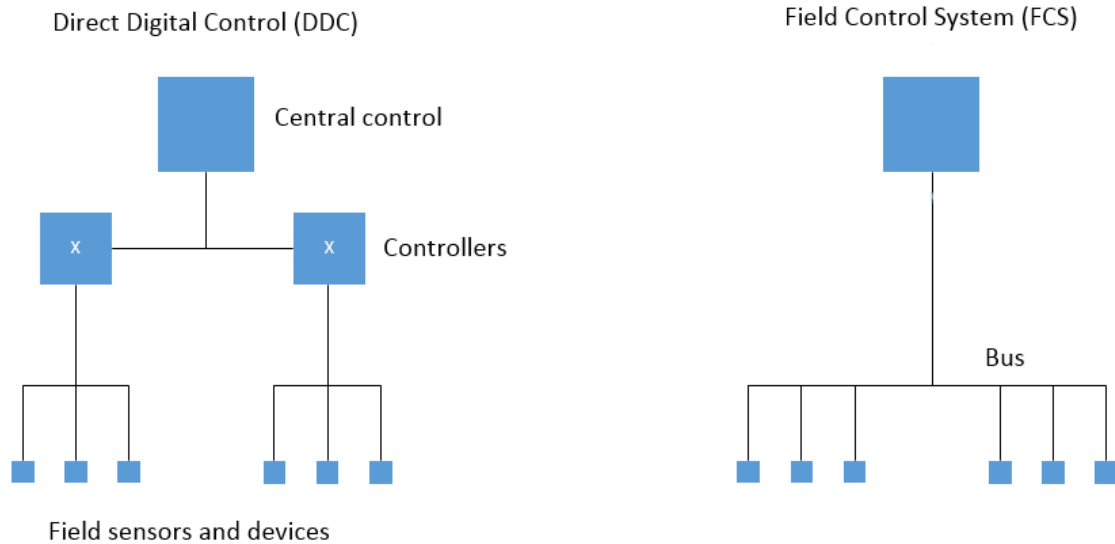 Direct Digital Control (DDC)
Field Control System (FCS)
Central control
x
x
Controllers
Bus
Field sensors and devices